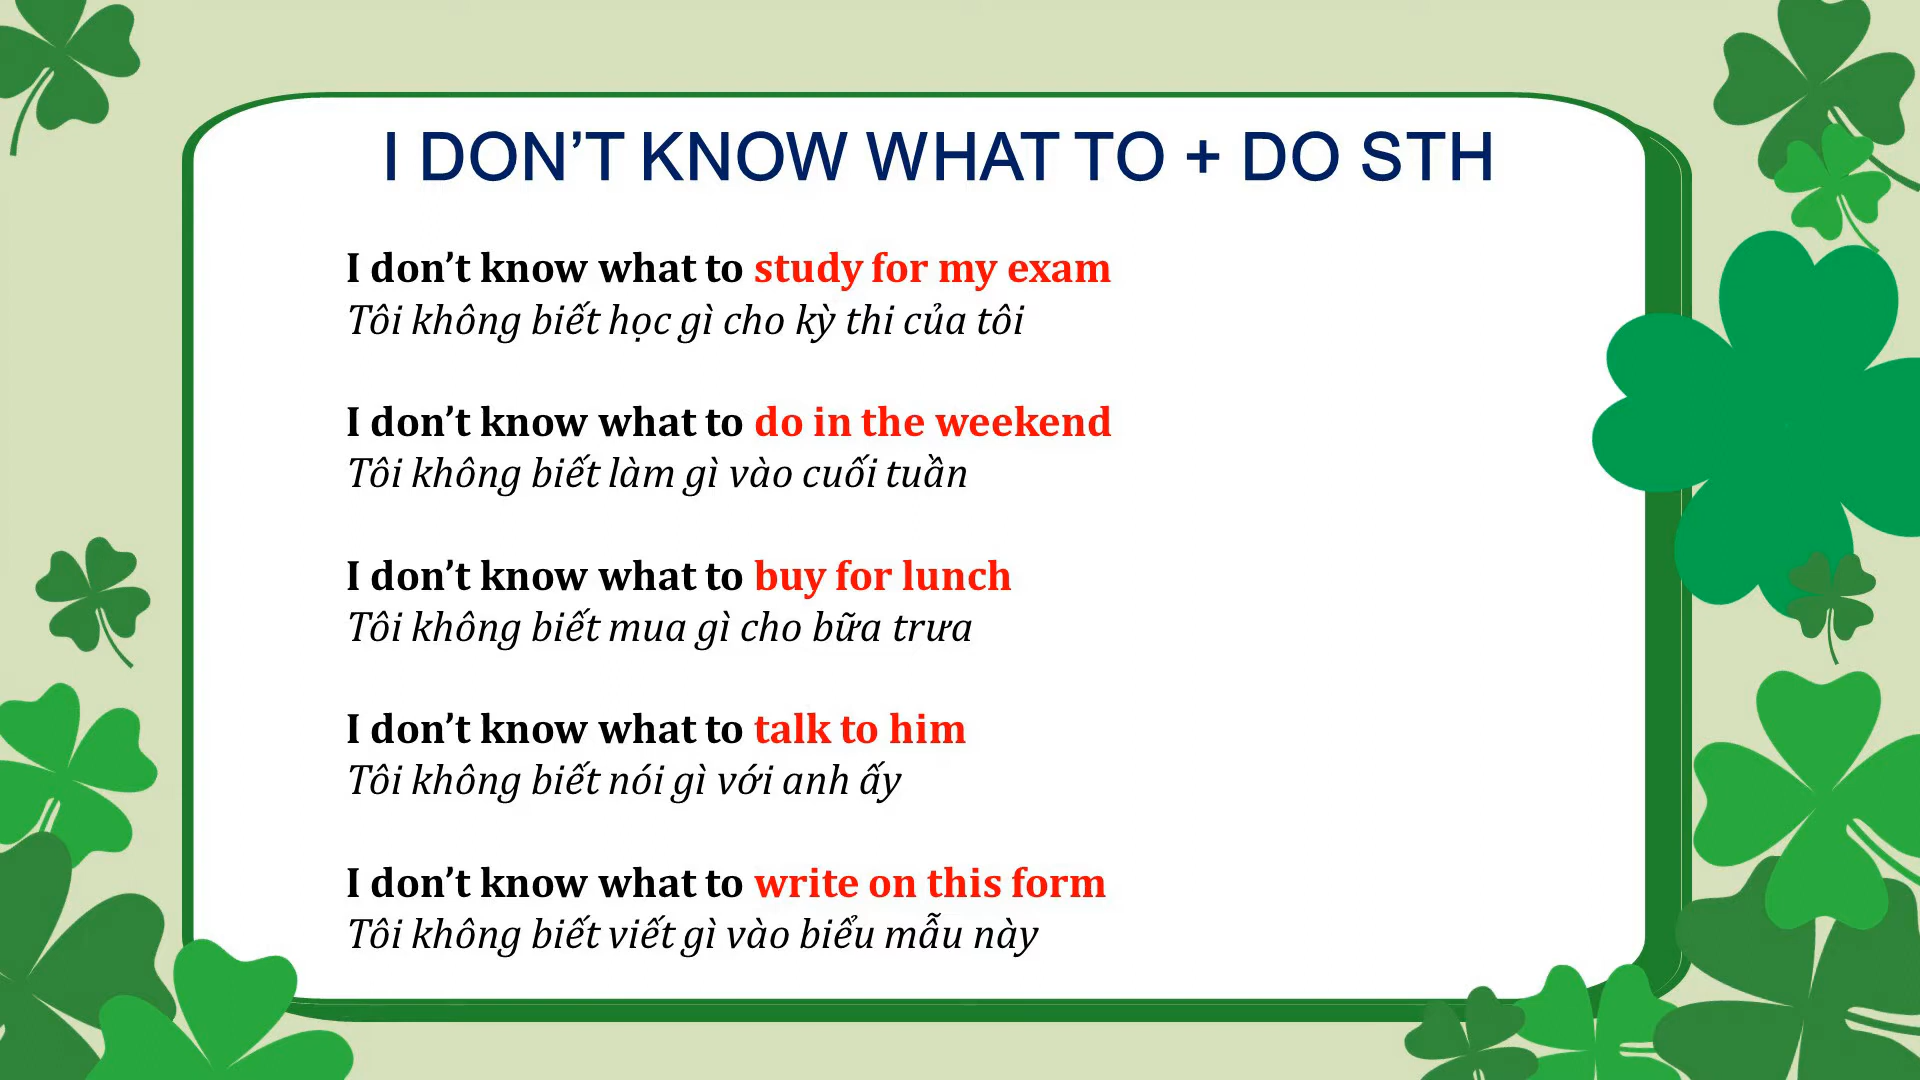 I DON’T KNOW WHAT TO + DO STH
I don’t know what to study for my exam
Tôi không biết học gì cho kỳ thi của tôi
I don’t know what to do in the weekend
Tôi không biết làm gì vào cuối tuần
I don’t know what to buy for lunch
Tôi không biết mua gì cho bữa trưa
I don’t know what to talk to him
Tôi không biết nói gì với anh ấy
I don’t know what to write on this form
Tôi không biết viết gì vào biểu mẫu này